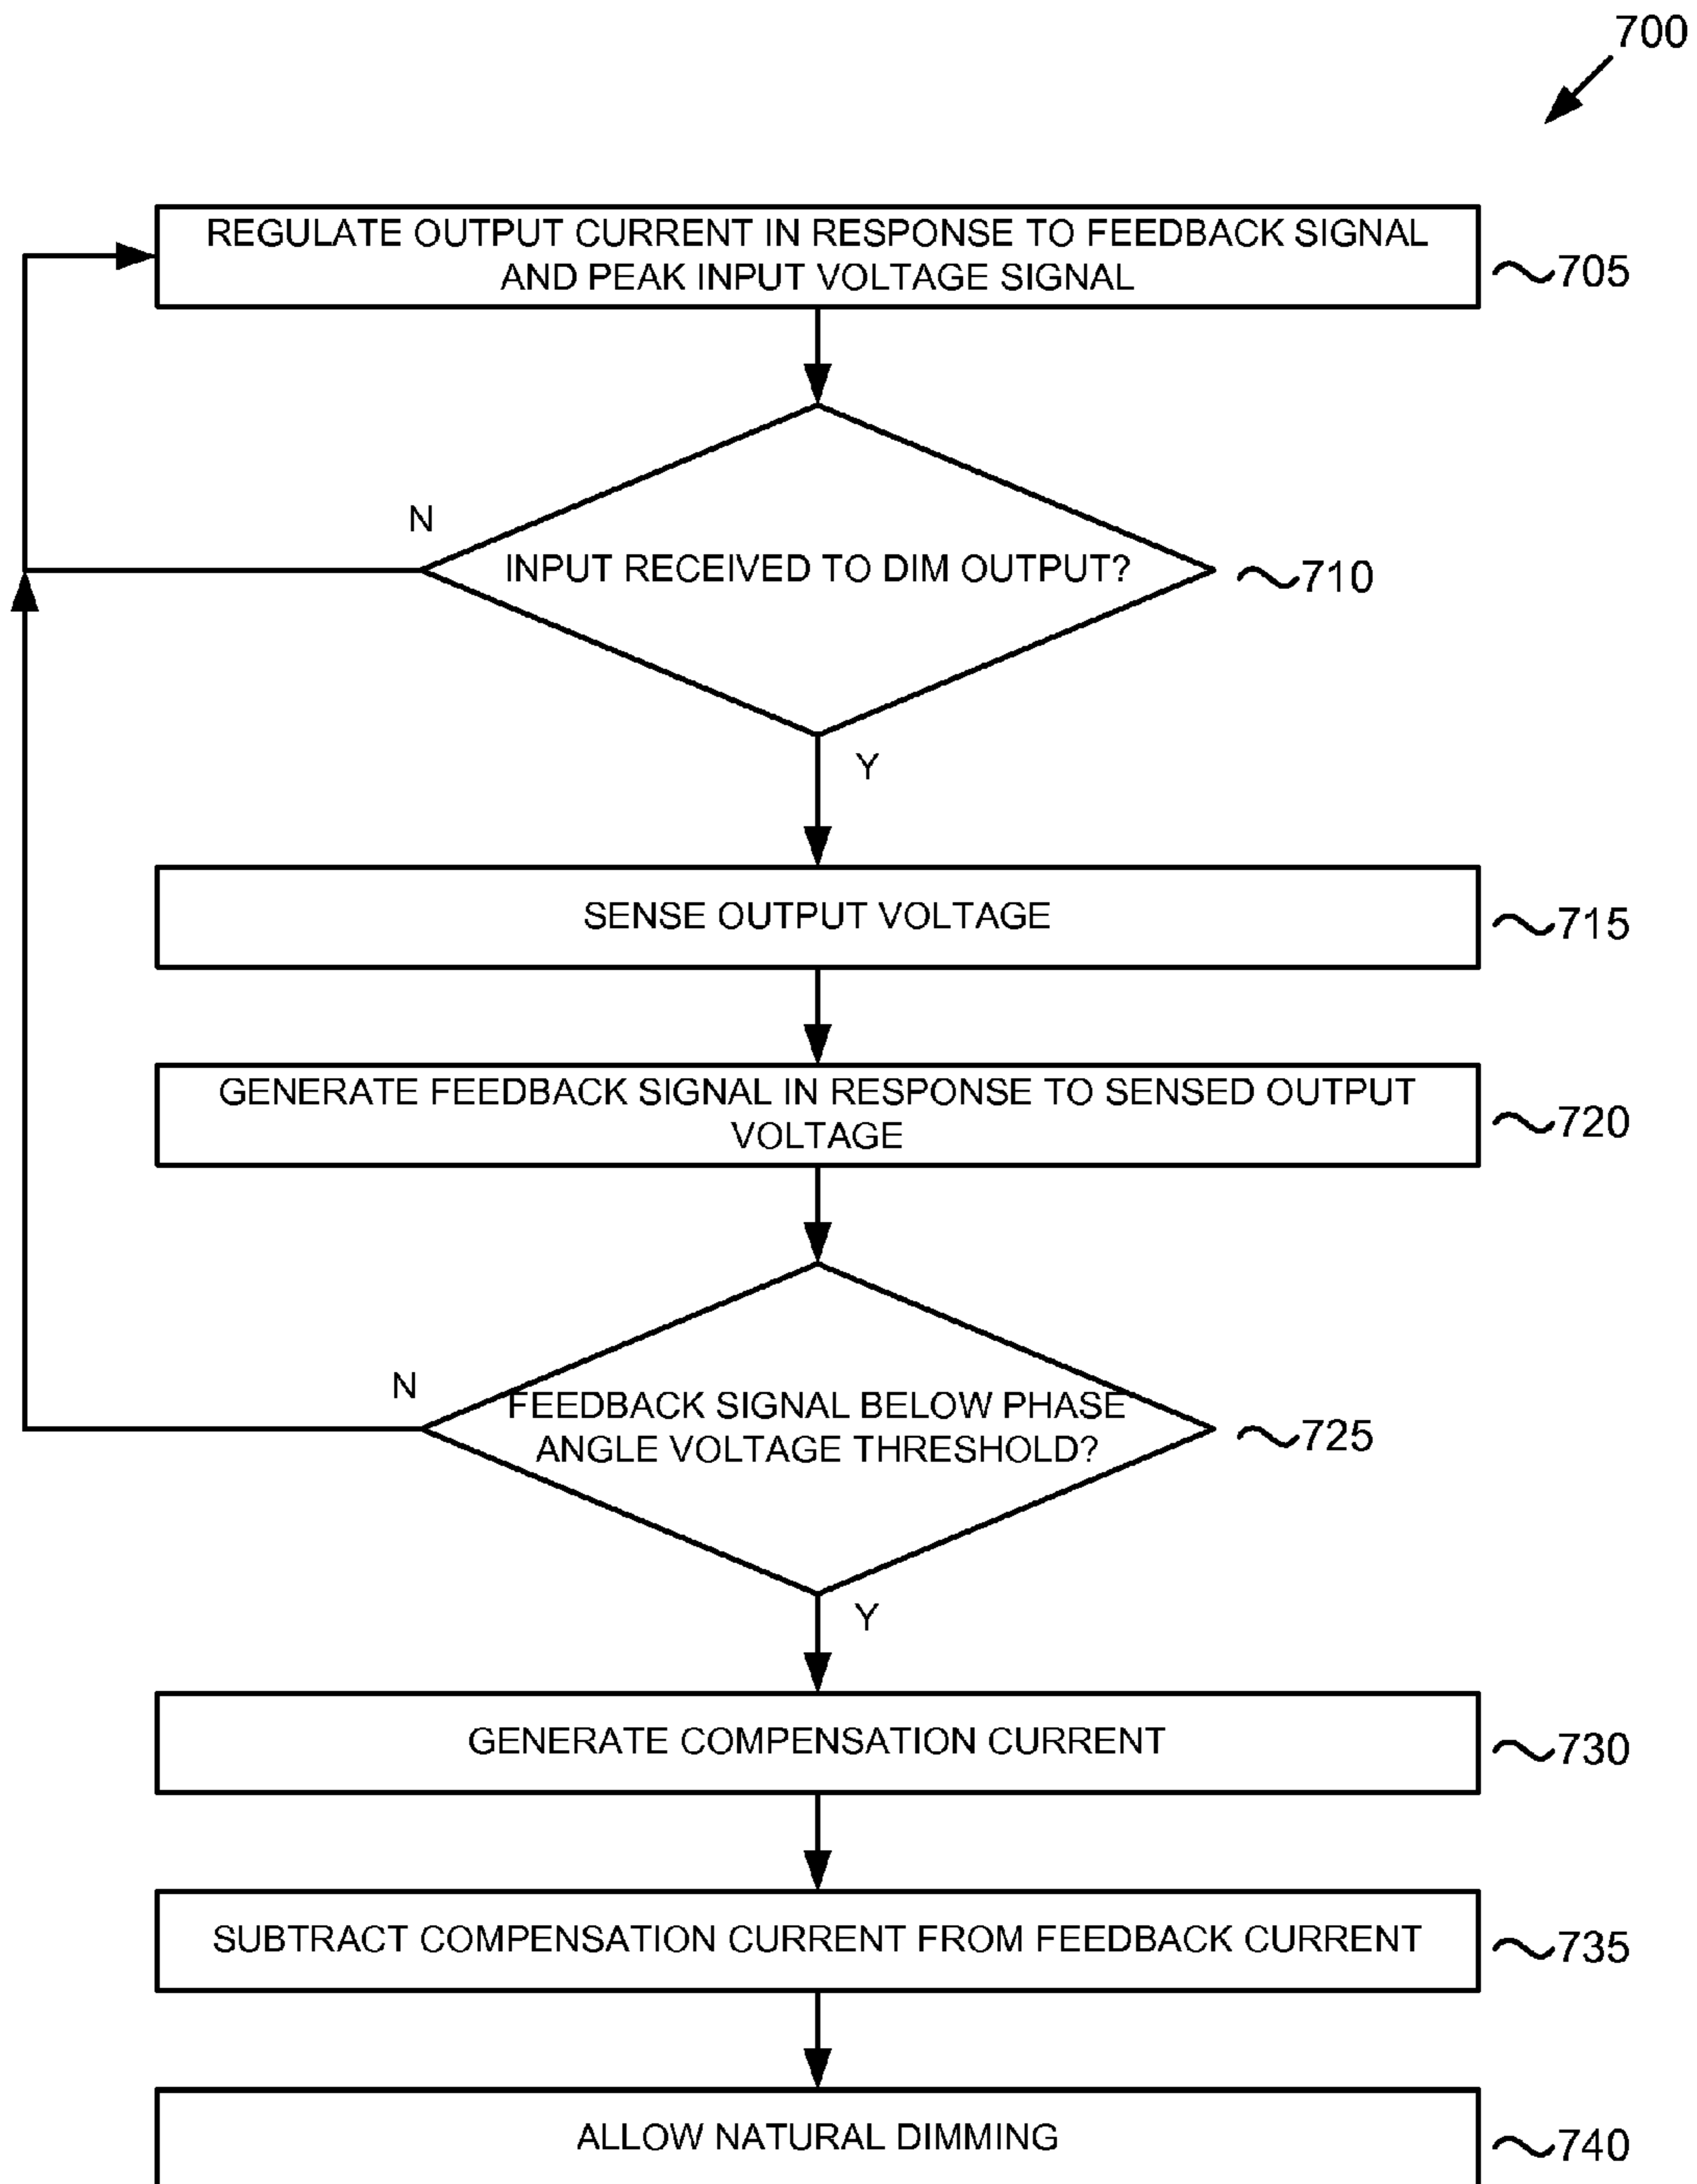 700
REGULATE OUTPUT CURRENT IN RESPONSE TO FEEDBACK SIGNAL
AND PEAK INPUT VOLTAGE SIGNAL
705
N
INPUT RECEIVED TO DIM OUTPUT?
710
Y
SENSE OUTPUT VOLTAGE
715
GENERATE FEEDBACK SIGNAL IN RESPONSE TO SENSED OUTPUT
VOLTAGE
720
N
FEEDBACK SIGNAL BELOW PHASE
ANGLE VOLTAGE THRESHOLD?
725
Y
GENERATE COMPENSATION CURRENT
730
SUBTRACT COMPENSATION CURRENT FROM FEEDBACK CURRENT
735
ALLOW NATURAL DIMMING
740